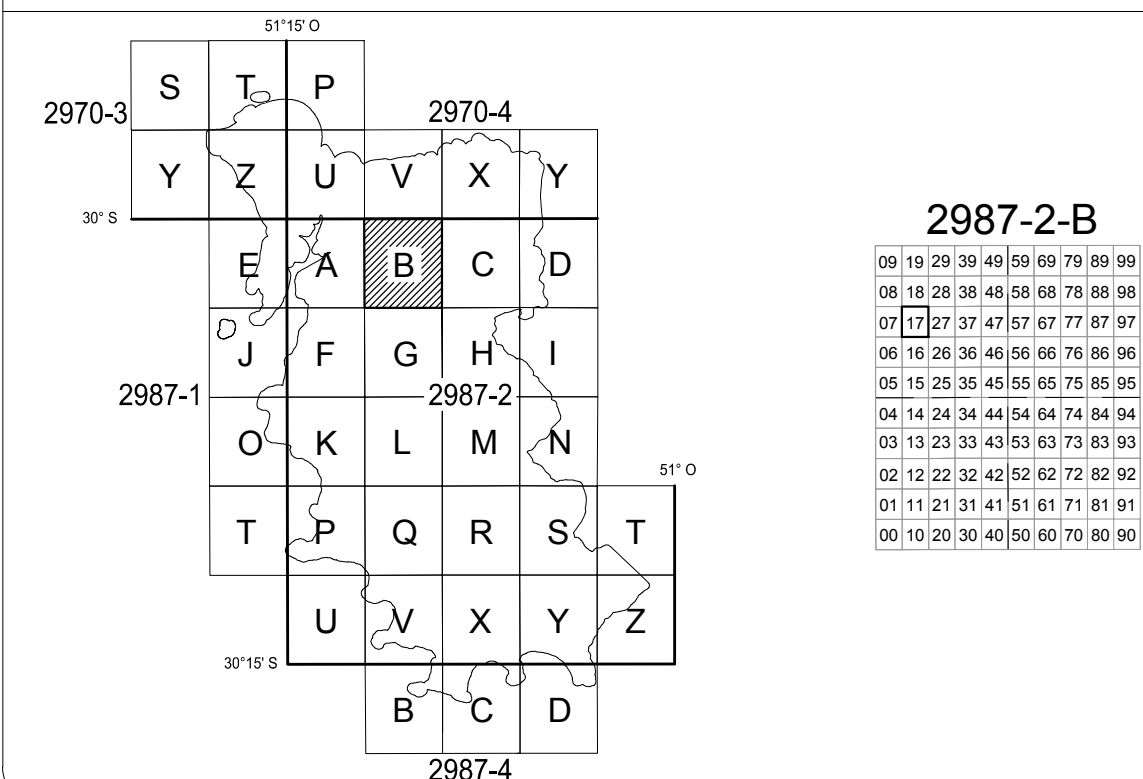 51°15' O
S T P
2970-3 2970-4
Y Z U V X Y
30° S
E A B C D
J F G H I
2987-1 2987-2
O K L M N
51° O
T P Q R S T
U V X Y Z
30°15' S
B C D
2987-4
2987-2-B
09 19 29 39 49 59 69 79 89 99
08 18 28 38 48 58 68 78 88 98
07 17 27 37 47 57 67 77 87 97
06 16 26 36 46 56 66 76 86 96
05 15 25 35 45 55 65 75 85 95
04 14 24 34 44 54 64 74 84 94
03 13 23 33 43 53 63 73 83 93
02 12 22 32 42 52 62 72 82 92
01 11 21 31 41 51 61 71 81 91
00 10 20 30 40 50 60 70 80 90